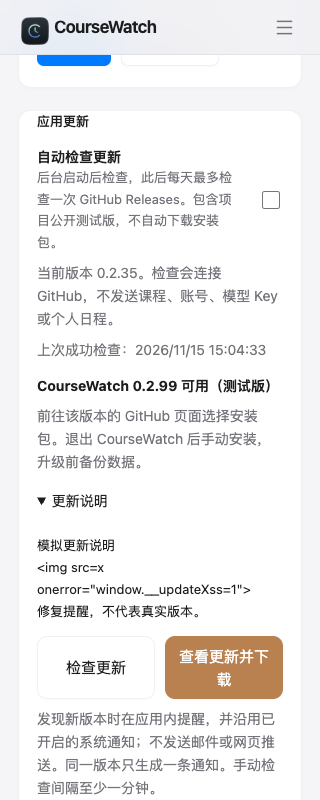 CourseWatch
应用更新
自动检查更新
后台启动后检查，此后每天最多检
查一次 GitHub Releases。包含项
目公开测试版，不自动下载安装
包。
当前版本 0.2.35。检查会连接
GitHub，不发送课程、账号、模型 Key
或个人日程。
上次成功检查：2026/11/15 15:04:33
CourseWatch 0.2.99 可用（测试版）
前往该版本的 GitHub 页面选择安装
包。退出 CourseWatch 后手动安装，
升级前备份数据。
▼ 更新说明
模拟更新说明
<img src=x
onerror="window.__updateXss=1">
修复提醒，不代表真实版本。
检查更新
查看更新并下
载
发现新版本时在应用内提醒，并沿用已
开启的系统通知；不发送邮件或网页推
送。同一版本只生成一条通知。手动检
查间隔至少一分钟。